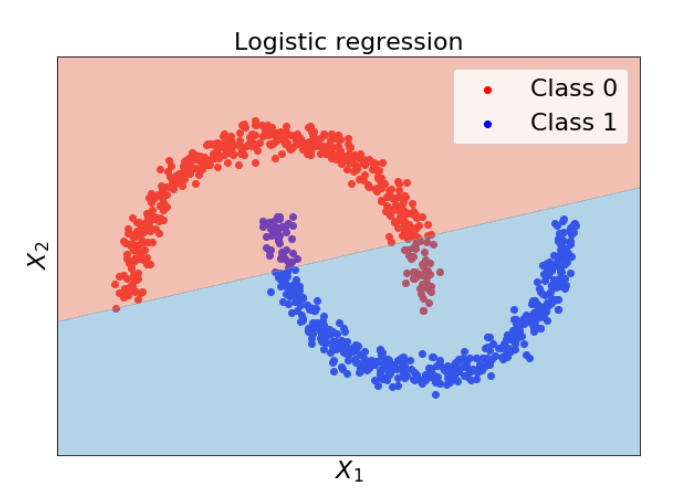 Logistic regression
Class 0
Class 1
X₂
X₁